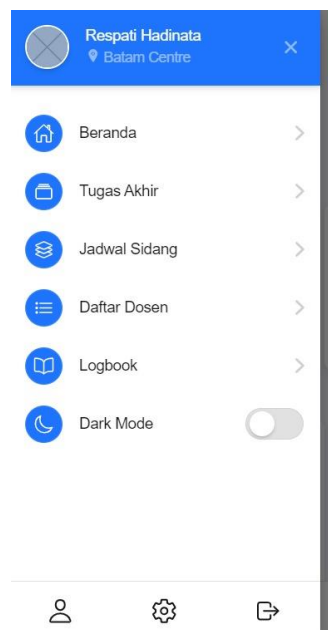 Respati Hadinata
Batam Centre
Beranda
Tugas Akhir
Jadwal Sidang
Daftar Dosen
Logbook
Dark Mode